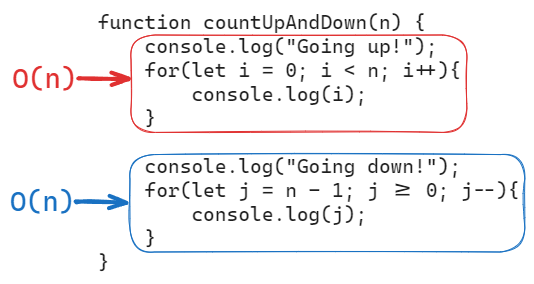 function countUpAndDown(n) {
console.log("Going up!");
for(let i = 0; i < n; i++){
O(n)
console.log(i);
}
console.log("Going down!");
for(let j = n - 1; j ≥ 0; j--){
O(n)
console.log(j);
}
}